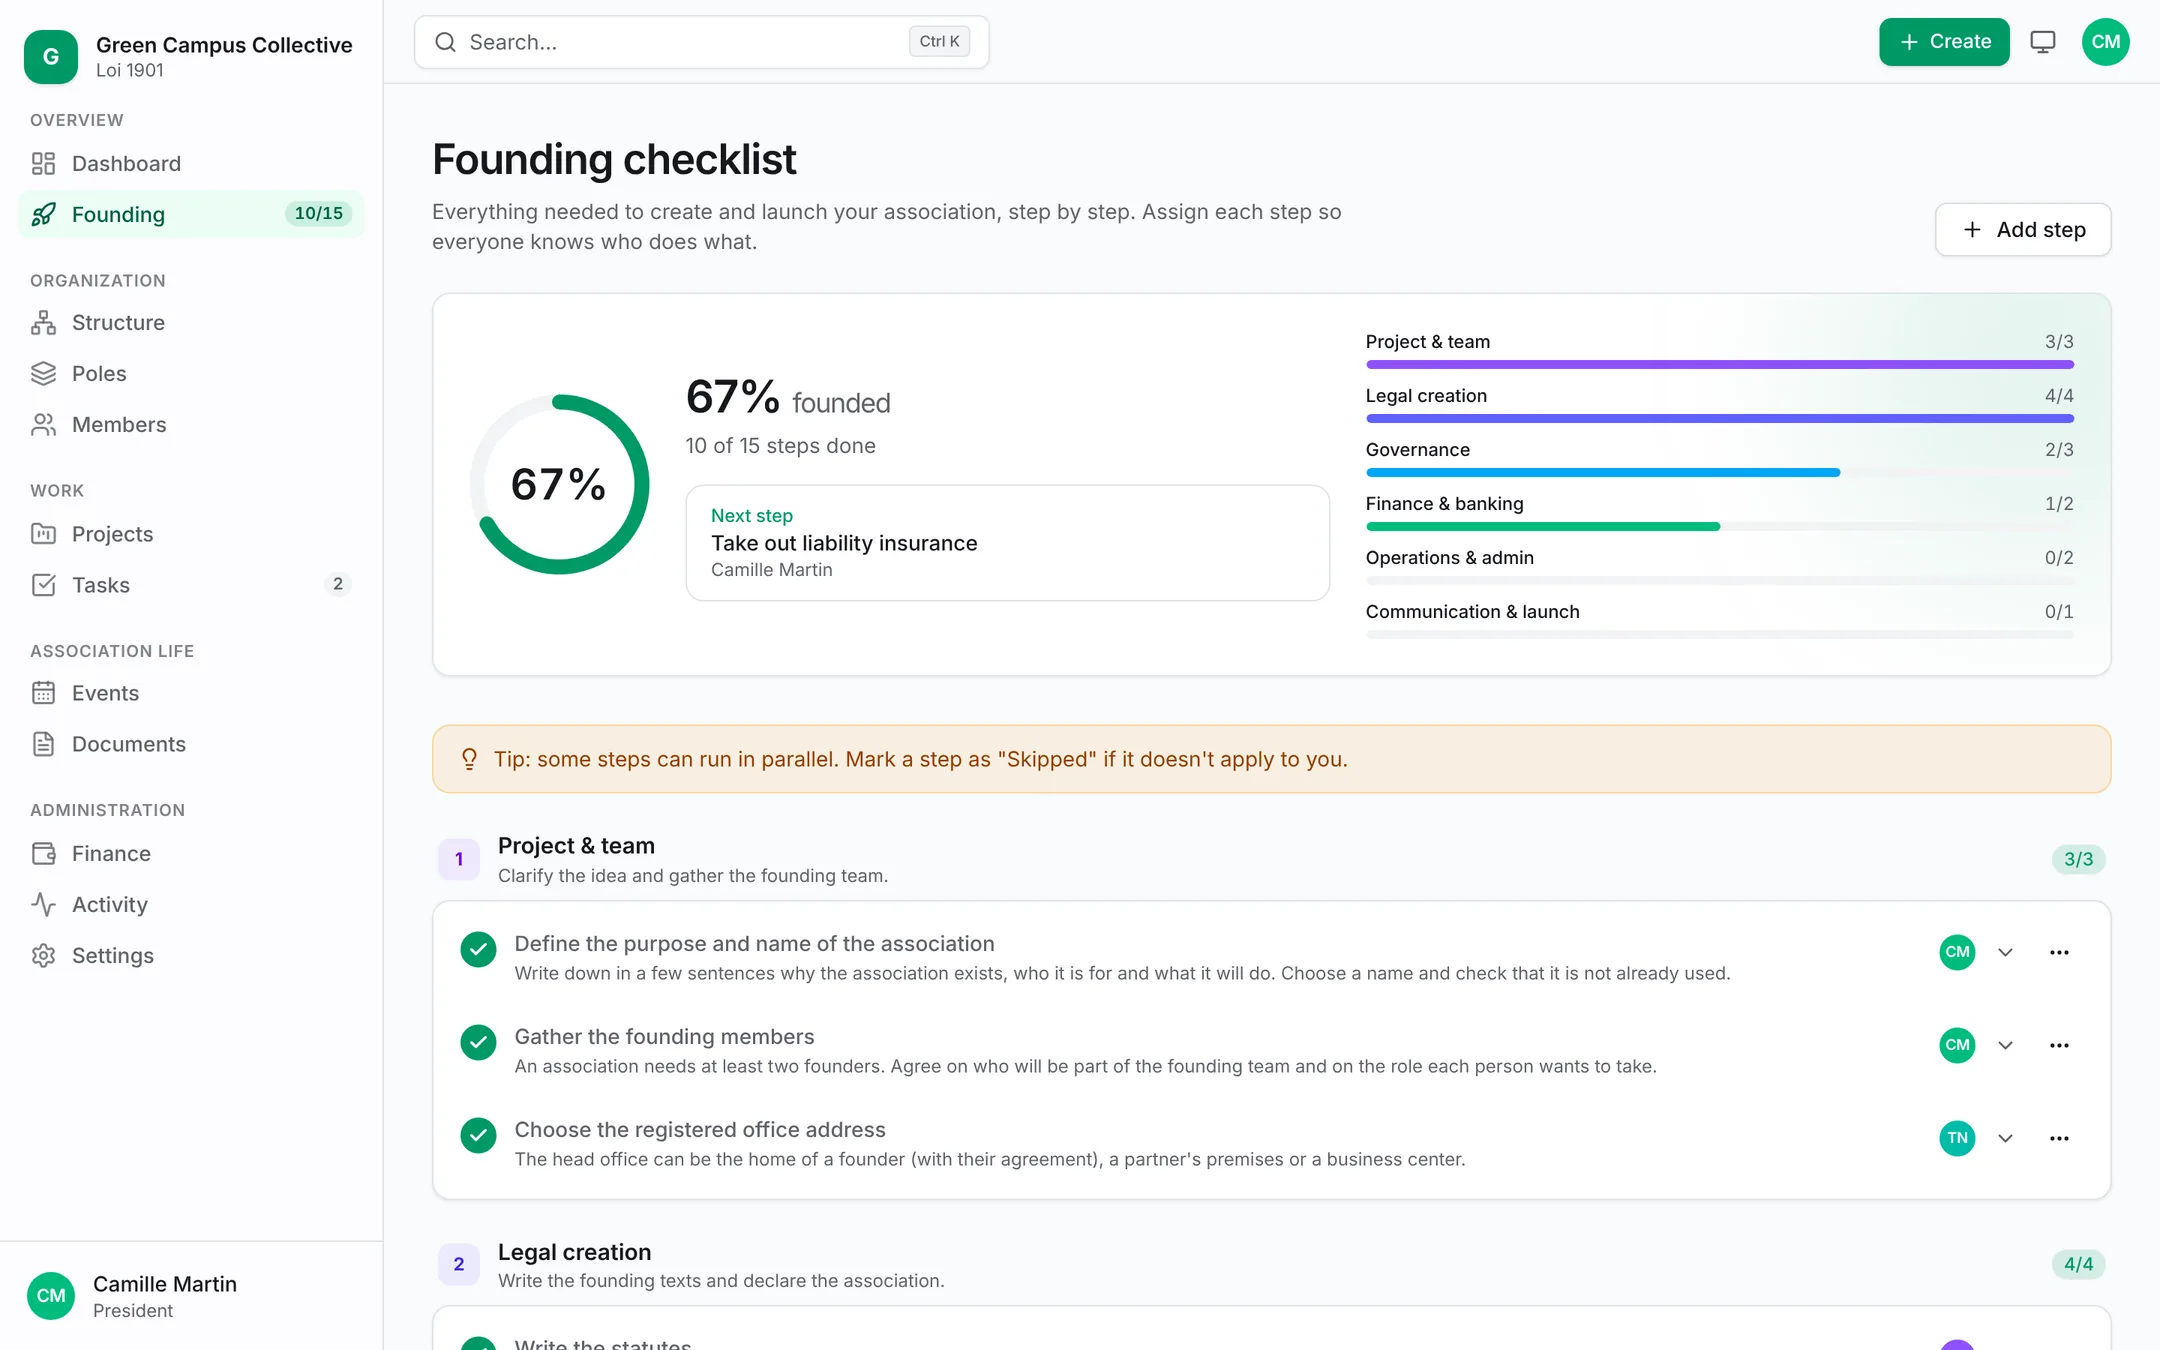 G
Green Campus Collective
Loi 1901
OVERVIEW
Dashboard
Founding
10/15
ORGANIZATION
Structure
Poles
Members
WORK
Projects
Tasks
2
ASSOCIATION LIFE
Events
Documents
ADMINISTRATION
Finance
Activity
Settings
CM
Camille Martin
President
Search...
Ctrl K
Create
CM
Founding checklist
Everything needed to create and launch your association, step by step. Assign each step so
everyone knows who does what.
Add step
67%
67% founded
10 of 15 steps done
Next step
Take out liability insurance
Camille Martin
Project & team
3/3
Legal creation
4/4
Governance
2/3
Finance & banking
1/2
Operations & admin
0/2
Communication & launch
0/1
Tip: some steps can run in parallel. Mark a step as "Skipped" if it doesn't apply to you.
1
Project & team
Clarify the idea and gather the founding team.
3/3
Define the purpose and name of the association
Write down in a few sentences why the association exists, who it is for and what it will do. Choose a name and check that it is not already used.
CM
Gather the founding members
An association needs at least two founders. Agree on who will be part of the founding team and on the role each person wants to take.
CM
Choose the registered office address
The head office can be the home of a founder (with their agreement), a partner's premises or a business center.
TN
2
Legal creation
Write the founding texts and declare the association.
4/4
Write the statutes